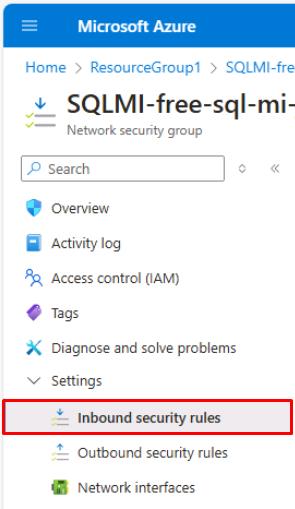 Microsoft Azure
Home > ResourceGroup1 > SQLMI-fre
SQLMI-free-sql-mi-
Network security group
Search
Overview
Activity log
Access control (IAM)
Tags
Diagnose and solve problems
Settings
Inbound security rules
Outbound security rules
Network interfaces